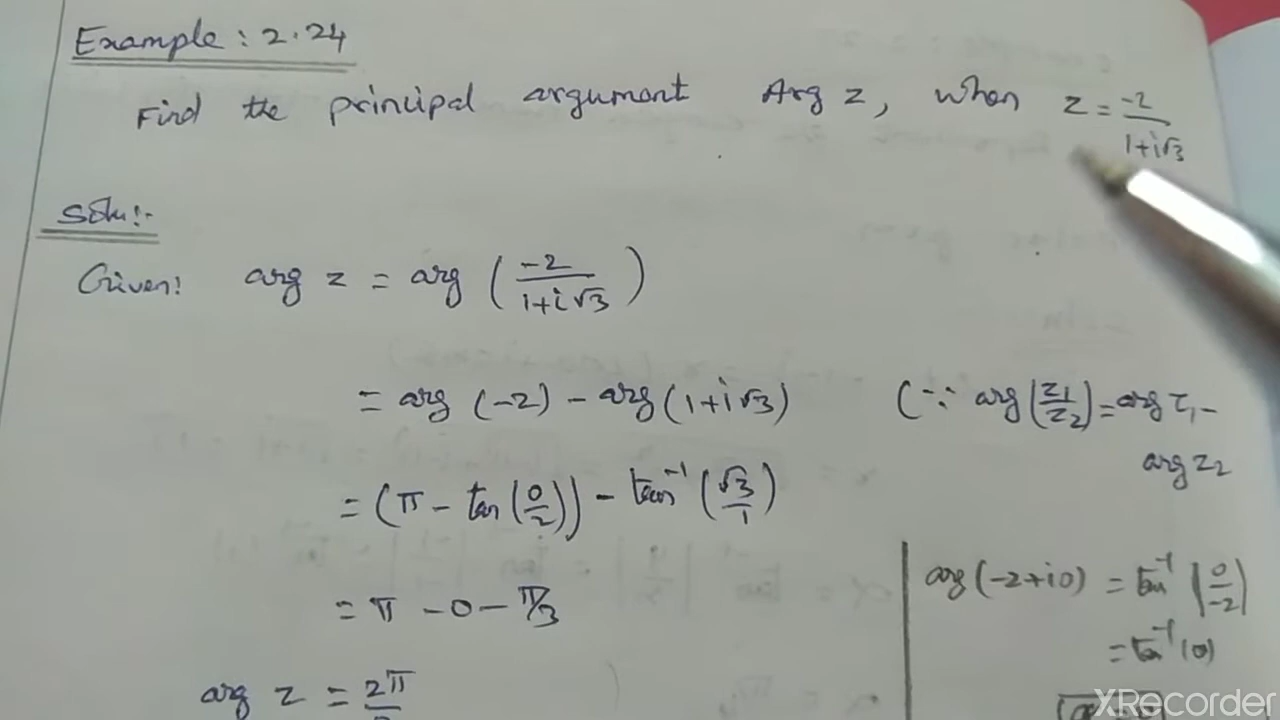 Example : 2.24
Find the principal argument Arg z, when z = -2/(1+i√3)
Soln:-
Given: arg z = arg (-2/(1+i√3))
= arg (-2) - arg (1+i√3) (∵ arg(z₁/z₂) = arg z₁ -
arg z₂
= (π - tan (0/2)) - tan⁻¹ (√3/1)
arg (-2+i0) = tan⁻¹ |0/-2|
= π - 0 - π/3
= tan⁻¹ (0)
arg z = 2π/
XRecorder